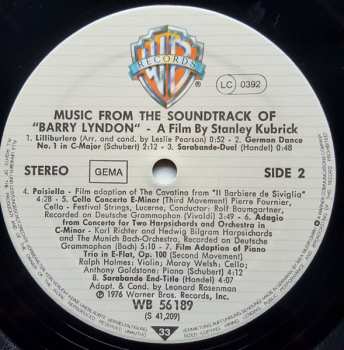 RECORDS
LC 0392
MUSIC FROM THE SOUNDTRACK OF
"BARRY LYNDON" - A Film By Stanley Kubrick
1. Lilliburlero (Arr. and cond. by Leslie Pearson) 0:52 - 2. German Dance
No. 1 in C-Major (Schubert) 2:12 - 3. Sarabande-Duel (Handel) 0:48
STEREO
GEMA
SIDE 2
4. Paisiello - Film adoption of The Cavatina from "Il Barbiere de Siviglia"
4:28 - 5. Cello Concerto E-Minor (Third Movement) Pierre Fournier,
Cello - Festival Strings, Lucerne, Conductor: Rolf Baumgartner,
Recorded on Deutsche Grammophon (Vivaldi) 3:49 - 6. Adagio
from Concerto for Two Harpsichords and Orchestra in
C-Minor - Karl Richter and Hedwig Bilgram Harpsichords
and The Munich Bach-Orchestra, Recorded on Deutsche
Grammophon (Bach) 5:10 - 7. Film Adaption of Piano
Trio in E-Flat, Op. 100 (Second Movement)
Ralph Holmes: Violin; Moray Welsh: Cello;
Anthony Goldstone: Piano (Schubert) 4:12
8. Sarabande End-Title (Handel) 4:07
Adapt. & Cond. by Leonard Rosenman
℗ 1976 Warner Bros. Records, Inc.
WB 56 189
(S 41,209)
33